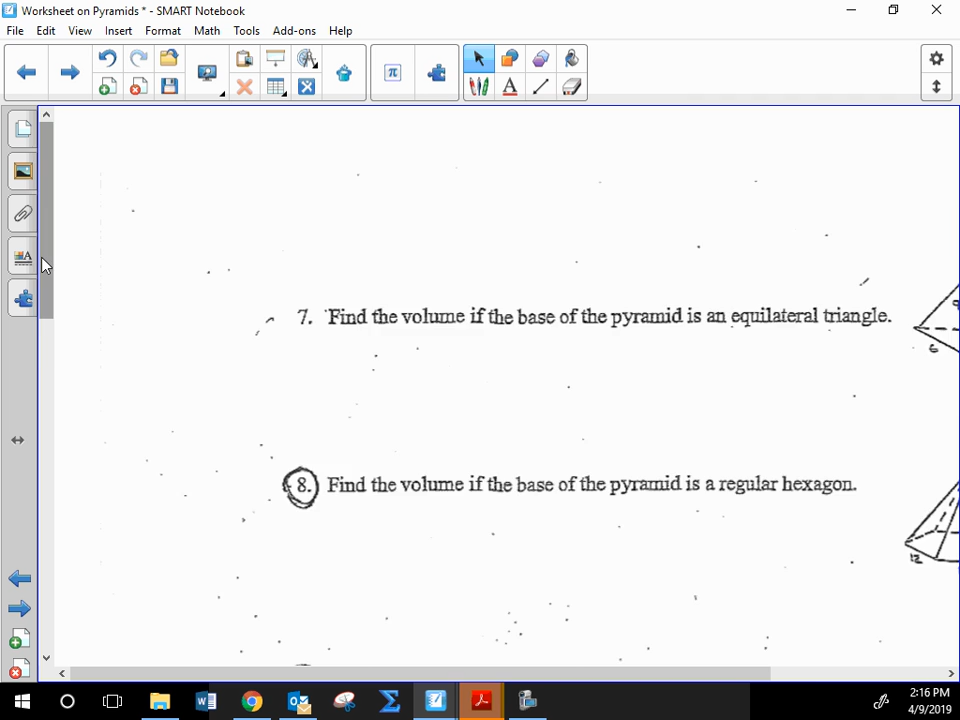 Worksheet on Pyramids * - SMART Notebook
File Edit View Insert Format Math Tools Add-ons Help
7. Find the volume if the base of the pyramid is an equilateral triangle.
6
8. Find the volume if the base of the pyramid is a regular hexagon.
12
2:16 PM
4/9/2019